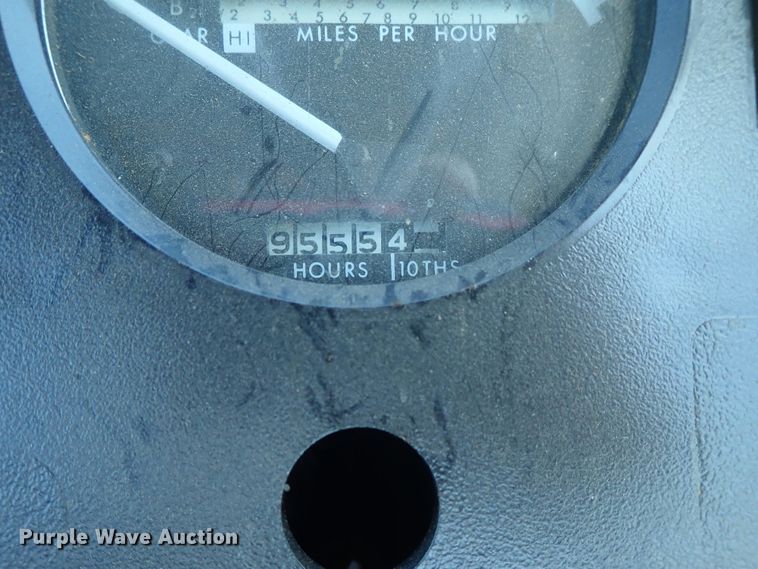 B 2 3 4 5 6 7 8 9 10 11 12
GEAR HI MILES PER HOUR
95554
HOURS 10THS
Purple Wave Auction